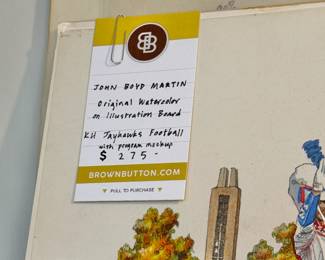 BB
JOHN BOYD MARTIN
Original Watercolor
on Illustration Board
KU Jayhawks Football
with program mockup
$ 275-
BROWNBUTTON.COM
▼ PULL TO PURCHASE ▼